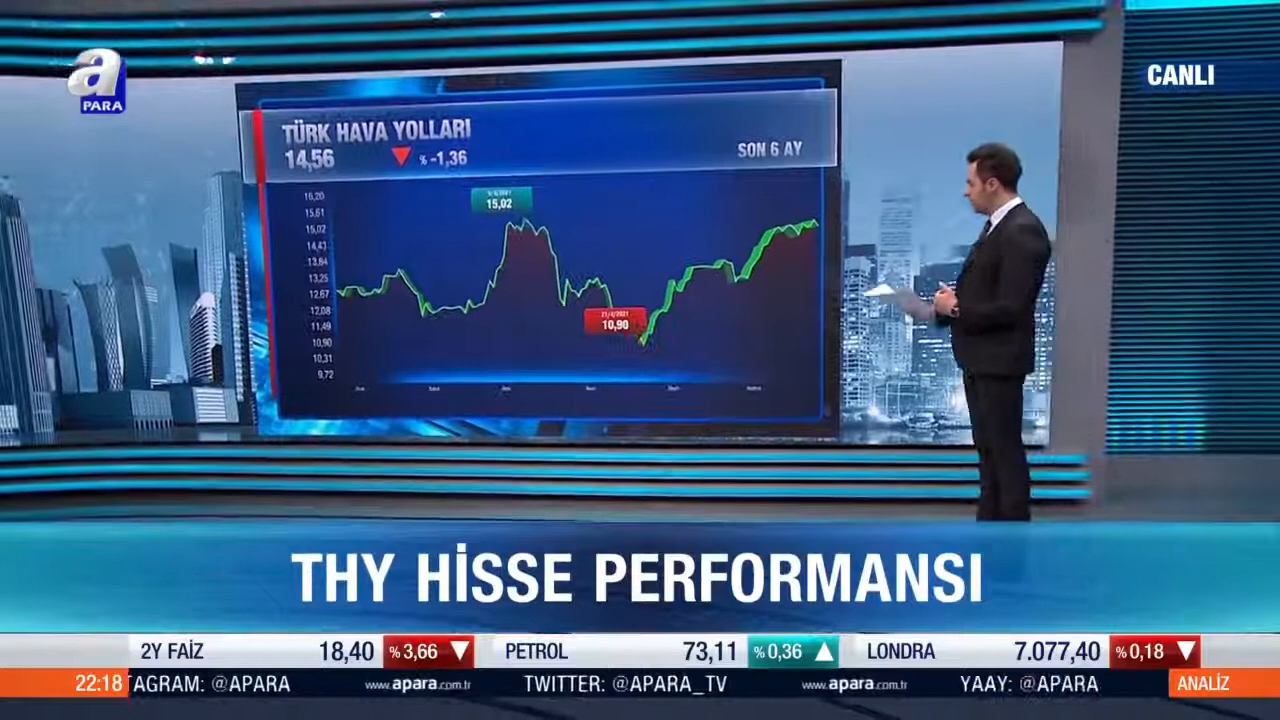 a
PARA
CANLI
TÜRK HAVA YOLLARI
14,56 % -1,36
SON 6 AY
16,20
15,61
15,02
14,43
13,84
13,25
12,67
12,08
11,49
10,90
10,31
9,72
15,02
21/4/2021
10,90
THY HİSSE PERFORMANSI
2Y FAİZ 18,40 %3,66 PETROL 73,11 %0,36 LONDRA 7.077,40 %0,18
22:18 TAGRAM: @APARA www.apara.com.tr TWITTER: @APARA_TV www.apara.com.tr YAAY: @APARA ANALİZ